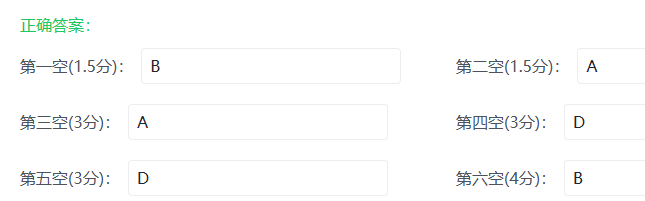 正确答案：
第一空(1.5分)： B 第二空(1.5分)： A
第三空(3分)： A 第四空(3分)： D
第五空(3分)： D 第六空(4分)： B